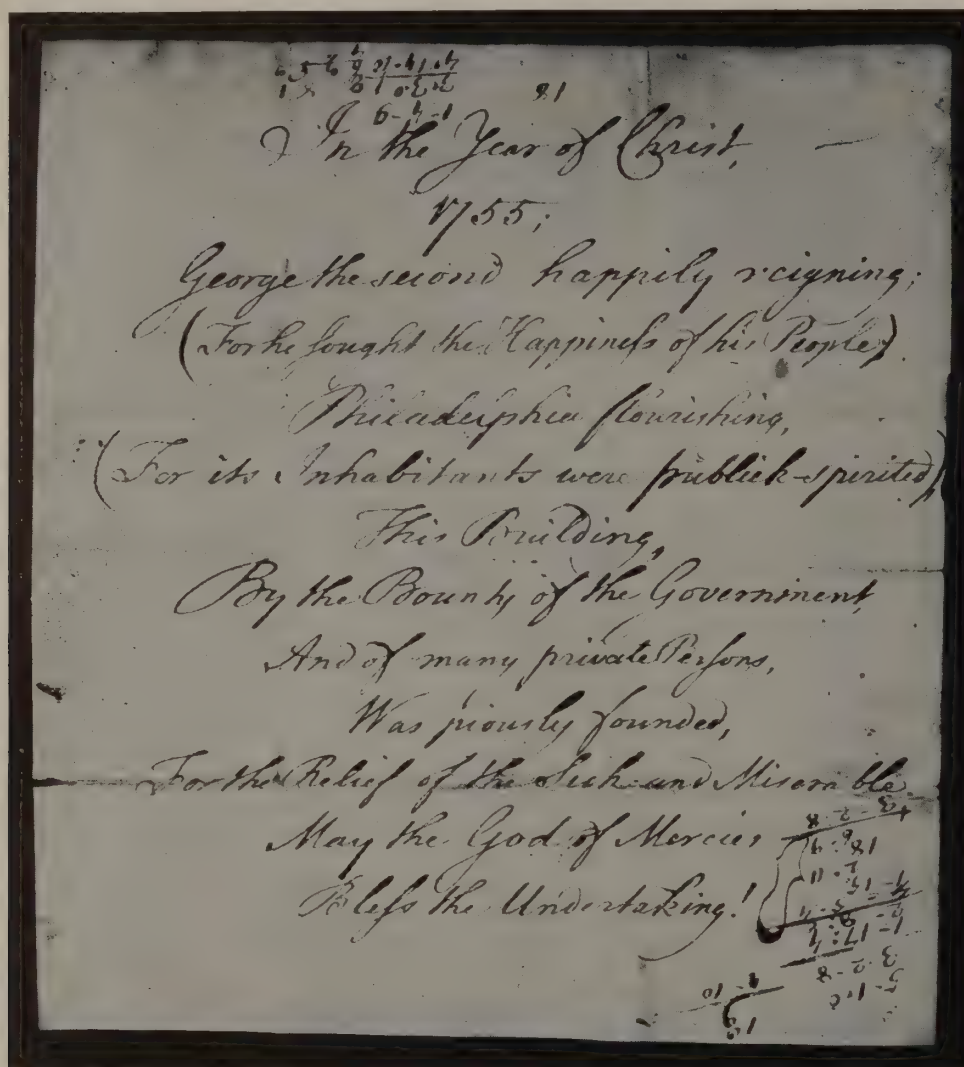 In the Year of Christ,
1755;
George the second happily reigning;
(For he sought the Happiness of his People)
Philadelphia flourishing,
(For its Inhabitants were publick-spirited)
This Building,
By the Bounty of the Government,
And of many private Persons,
Was piously founded,
For the Relief of the Sick and Miserable.
May the God of Mercies
Bless the Undertaking!